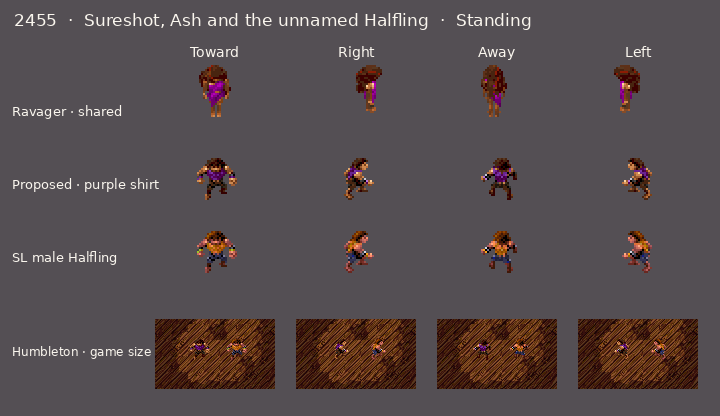 2455 · Sureshot, Ash and the unnamed Halfling · Standing
Toward Right Away Left
Ravager · shared
Proposed · purple shirt
SL male Halfling
Humbleton · game size